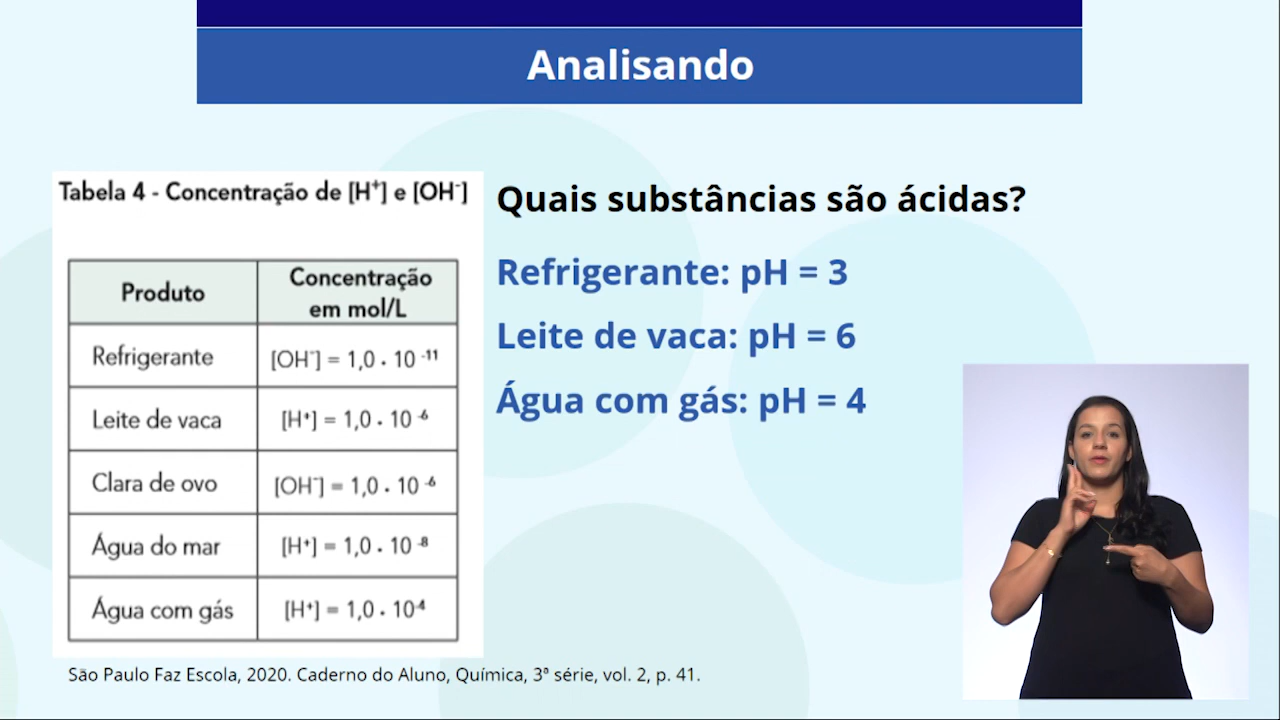 Analisando
Tabela 4 - Concentração de [H⁺] e [OH⁻]
Produto
Concentração
em mol/L
Refrigerante
[OH⁻] = 1,0 . 10 ⁻¹¹
Leite de vaca
[H⁺] = 1,0 . 10 ⁻⁶
Clara de ovo
[OH⁻] = 1,0 . 10 ⁻⁶
Água do mar
[H⁺] = 1,0 . 10 ⁻⁸
Água com gás
[H⁺] = 1,0 . 10⁻⁴
Quais substâncias são ácidas?
Refrigerante: pH = 3
Leite de vaca: pH = 6
Água com gás: pH = 4
São Paulo Faz Escola, 2020. Caderno do Aluno, Química, 3ª série, vol. 2, p. 41.